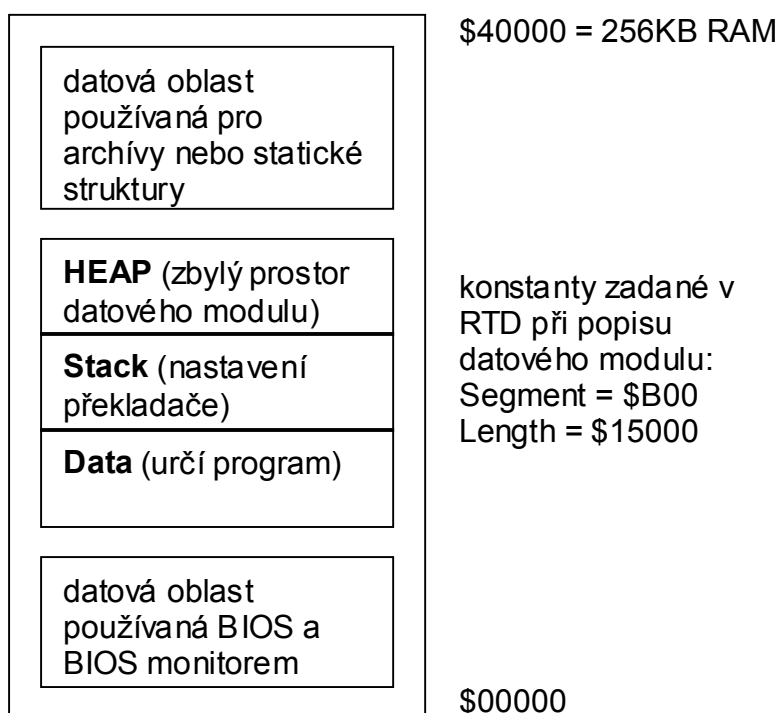 $40000 = 256KB RAM
datová oblast
používaná pro
archívy nebo statické
struktury
HEAP (zbylý prostor
datového modulu)
Stack (nastavení
překladače)
Data (určí program)
konstanty zadané v
RTD při popisu
datového modulu:
Segment = $B00
Length = $15000
datová oblast
používaná BIOS a
BIOS monitorem
$00000